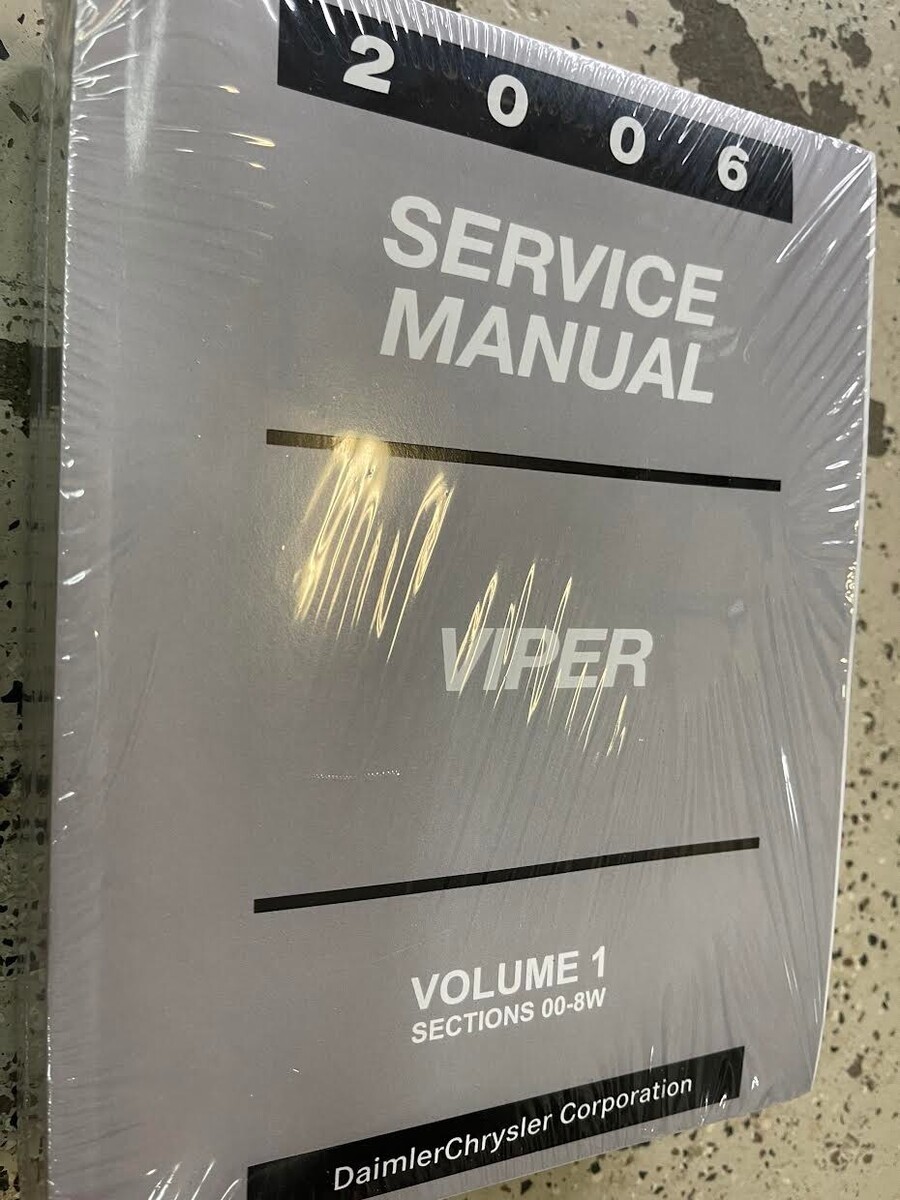 2006
SERVICE
MANUAL
VIPER
VOLUME 1
SECTIONS 00-8W
DaimlerChrysler Corporation